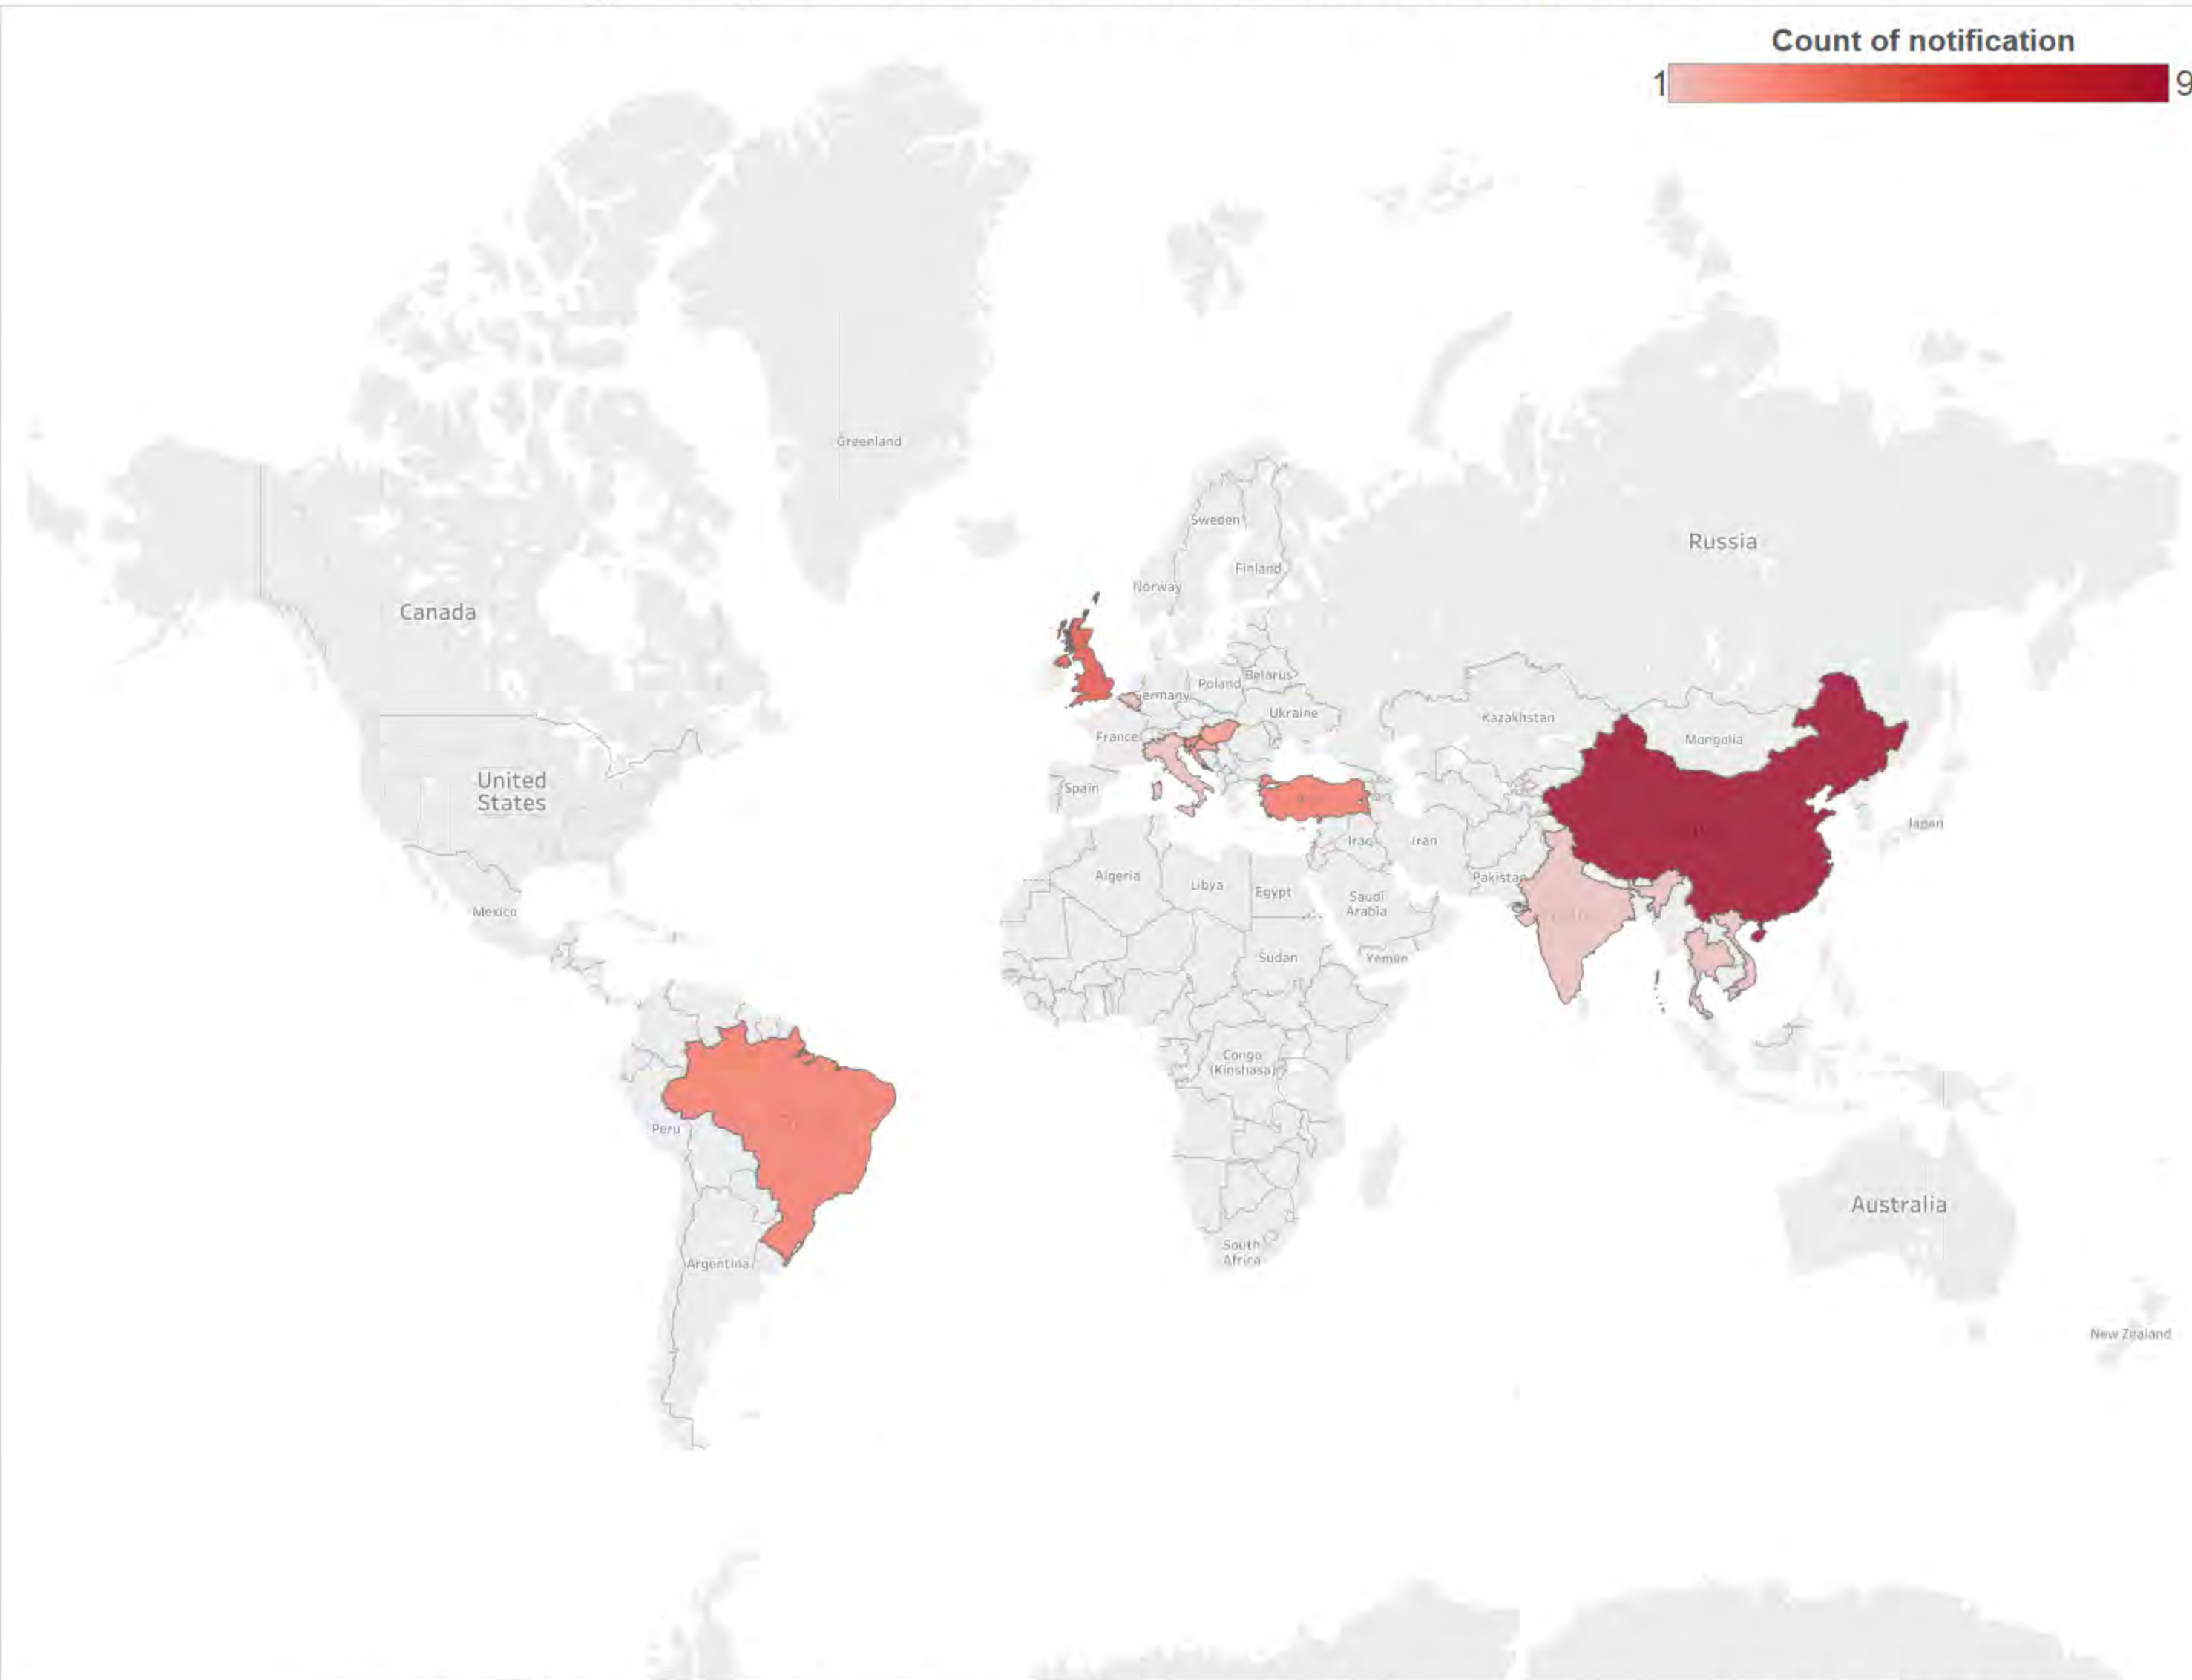 Count of notification
1
9
Greenland
Sweden
Russia
Finland
Norway
Canada
Belarus
Poland
ermany
Ukraine
Kazakhstan
France
Mongolia
United
States
Spain
Japan
Iraq
Iran
Algeria
Pakistan
Libya
Egypt
Saudi
Arabia
Mexico
Sudan
Yemen
Congo
(Kinshasa)
Peru
Australia
South
Africa
Argentina
New Zealand